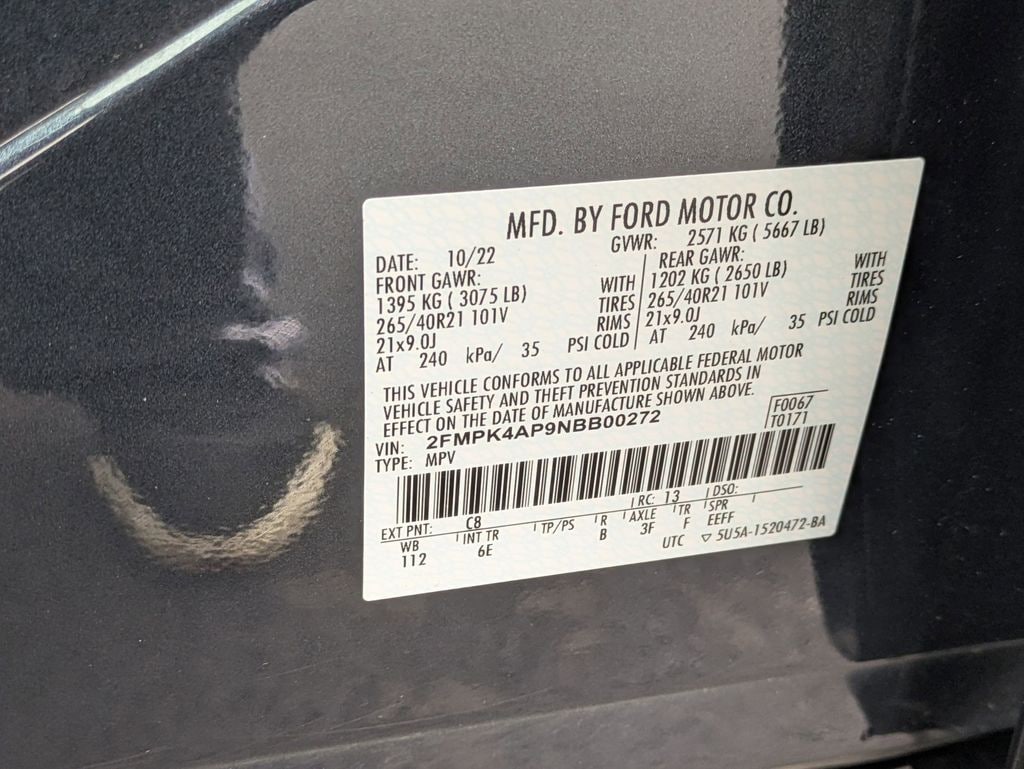 MFD. BY FORD MOTOR CO.
DATE: 10/22 GVWR: 2571 KG ( 5667 LB)
FRONT GAWR: REAR GAWR:
1395 KG ( 3075 LB) WITH 1202 KG ( 2650 LB) WITH
265/40R21 101V TIRES 265/40R21 101V TIRES
21x9.0J RIMS 21x9.0J RIMS
AT 240 kPa/ 35 PSI COLD AT 240 kPa/ 35 PSI COLD
THIS VEHICLE CONFORMS TO ALL APPLICABLE FEDERAL MOTOR
VEHICLE SAFETY AND THEFT PREVENTION STANDARDS IN
EFFECT ON THE DATE OF MANUFACTURE SHOWN ABOVE.
VIN: 2FMPK4AP9NBB00272 F0067
TYPE: MPV T0171
EXT PNT: C8 RC: 13 DSO:
WB INT TR TP/PS R AXLE TR SPR
112 6E B 3F F EEFF
UTC ▽ 5U5A-1520472-BA